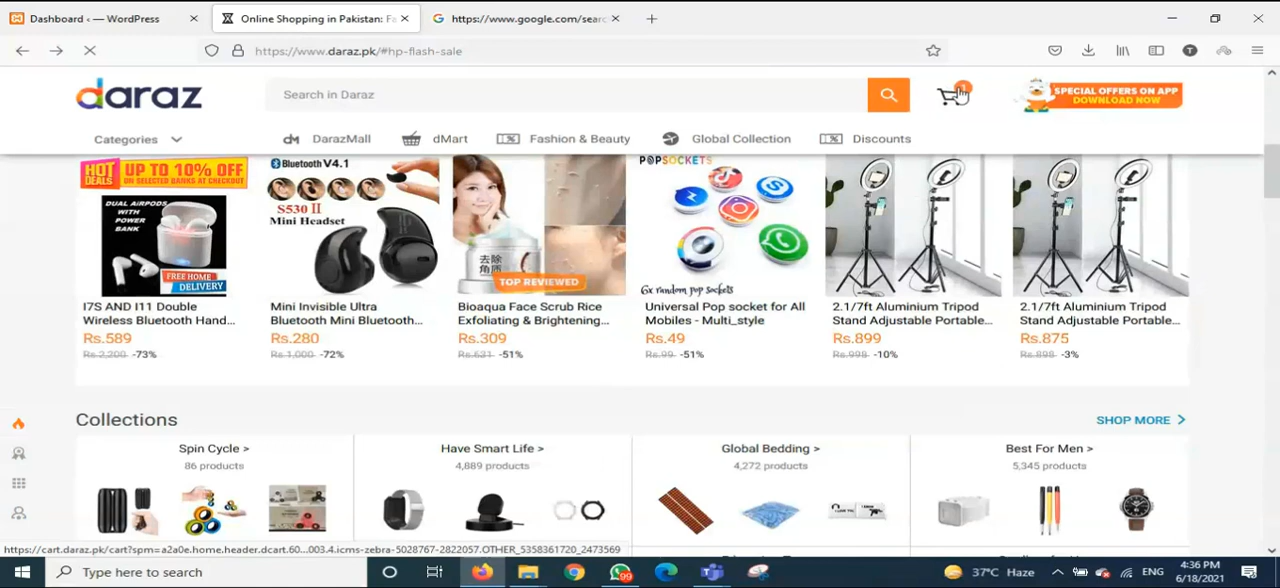 Dashboard ‹ — WordPress
Online Shopping in Pakistan: Fa
https://www.google.com/searc
https://www.daraz.pk/#hp-flash-sale
daraz
Search in Daraz
SPECIAL OFFERS ON APP
DOWNLOAD NOW
Categories
DarazMall
dMart
Fashion & Beauty
Global Collection
Discounts
HOT DEALS
UP TO 10% OFF
ON SELECTED BANKS AT CHECKOUT
DUAL AIRPODS
WITH
POWER
BANK
FREE HOME
DELIVERY
Bluetooth V4.1
S530 II
Mini Headset
去除
角质
TOP REVIEWED
POPSOCKETS
6x random pop sockets
I7S AND I11 Double
Wireless Bluetooth Hand...
Rs.589
Rs.2,200 -73%
Mini Invisible Ultra
Bluetooth Mini Bluetooth...
Rs.280
Rs.1,000 -72%
Bioaqua Face Scrub Rice
Exfoliating & Brightening...
Rs.309
Rs.631 -51%
Universal Pop socket for All
Mobiles - Multi_style
Rs.49
Rs.99 -51%
2.1/7ft Aluminium Tripod
Stand Adjustable Portable...
Rs.899
Rs.998 -10%
2.1/7ft Aluminium Tripod
Stand Adjustable Portable...
Rs.875
Rs.898 -3%
Collections
SHOP MORE
Spin Cycle >
86 products
Have Smart Life >
4,889 products
Global Bedding >
4,272 products
Best For Men >
5,345 products
https://cart.daraz.pk/cart?spm=a2a0e.home.header.dcart.60...003.4.icms-zebra-5028767-2822057.OTHER_5358361720_2473569
Type here to search
99
37°C Haze
ENG
4:36 PM
6/18/2021